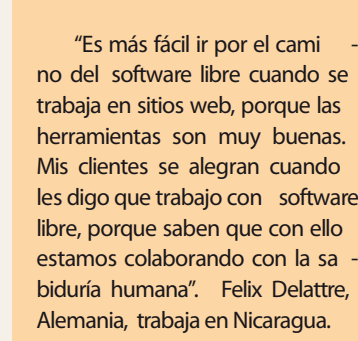 “Es más fácil ir por el cami -
no del software libre cuando se
trabaja en sitios web, porque las
herramientas son muy buenas.
Mis clientes se alegran cuando
les digo que trabajo con software
libre, porque saben que con ello
estamos colaborando con la sa -
biduría humana”. Felix Delattre,
Alemania, trabaja en Nicaragua.